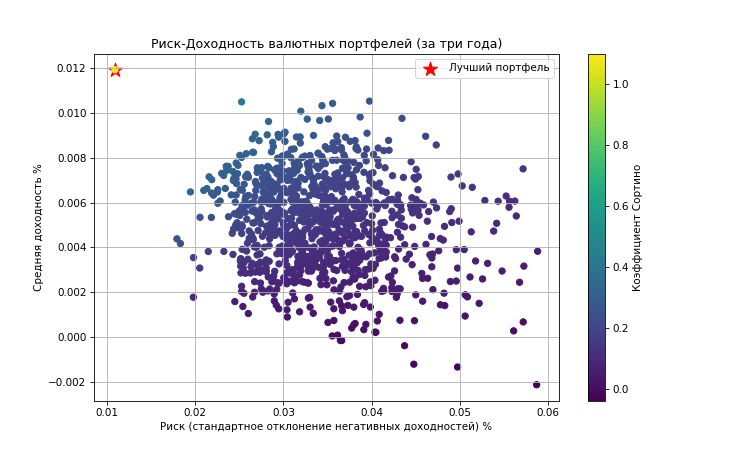 Риск-Доходность валютных портфелей (за три года)
Лучший портфель
0.012
0.010
0.008
0.006
0.004
0.002
0.000
−0.002
Средняя доходность %
0.01 0.02 0.03 0.04 0.05 0.06
Риск (стандартное отклонение негативных доходностей) %
1.0
0.8
0.6
0.4
0.2
0.0
Коэффициент Сортино